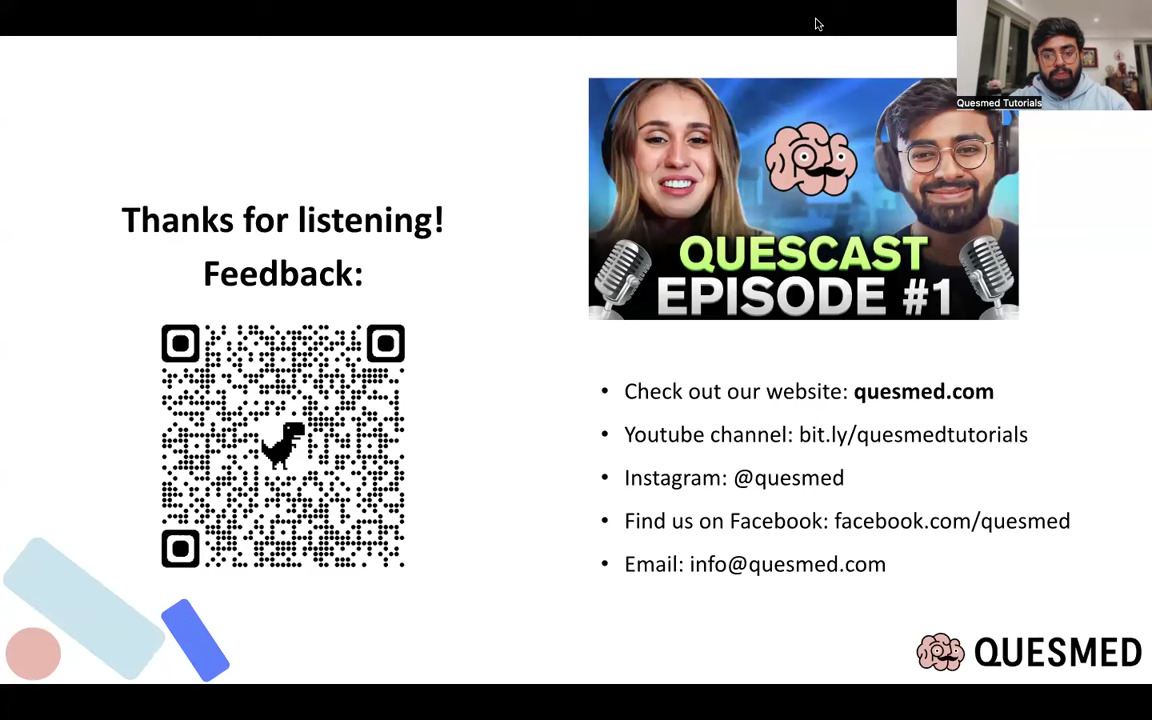 Quesmed Tutorials
Thanks for listening!
Feedback:
QUESCAST
EPISODE #1
• Check out our website: quesmed.com
• Youtube channel: bit.ly/quesmedtutorials
• Instagram: @quesmed
• Find us on Facebook: facebook.com/quesmed
• Email: info@quesmed.com
QUESMED